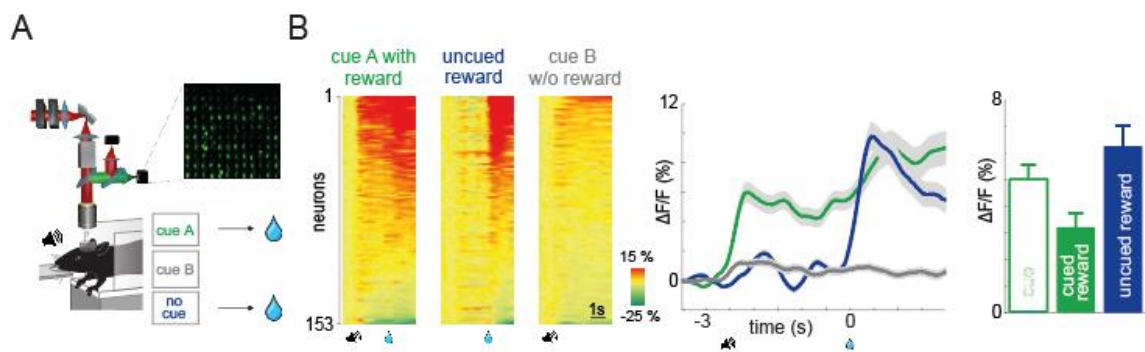 A
B
cue A with
reward
uncued
reward
cue B
w/o reward
1
neurons
153
1s
15 %
-25 %
cue A
cue B
no
cue
12
ΔF/F (%)
0
-3
time (s)
0
8
ΔF/F (%)
0
cue
cued
reward
uncued reward